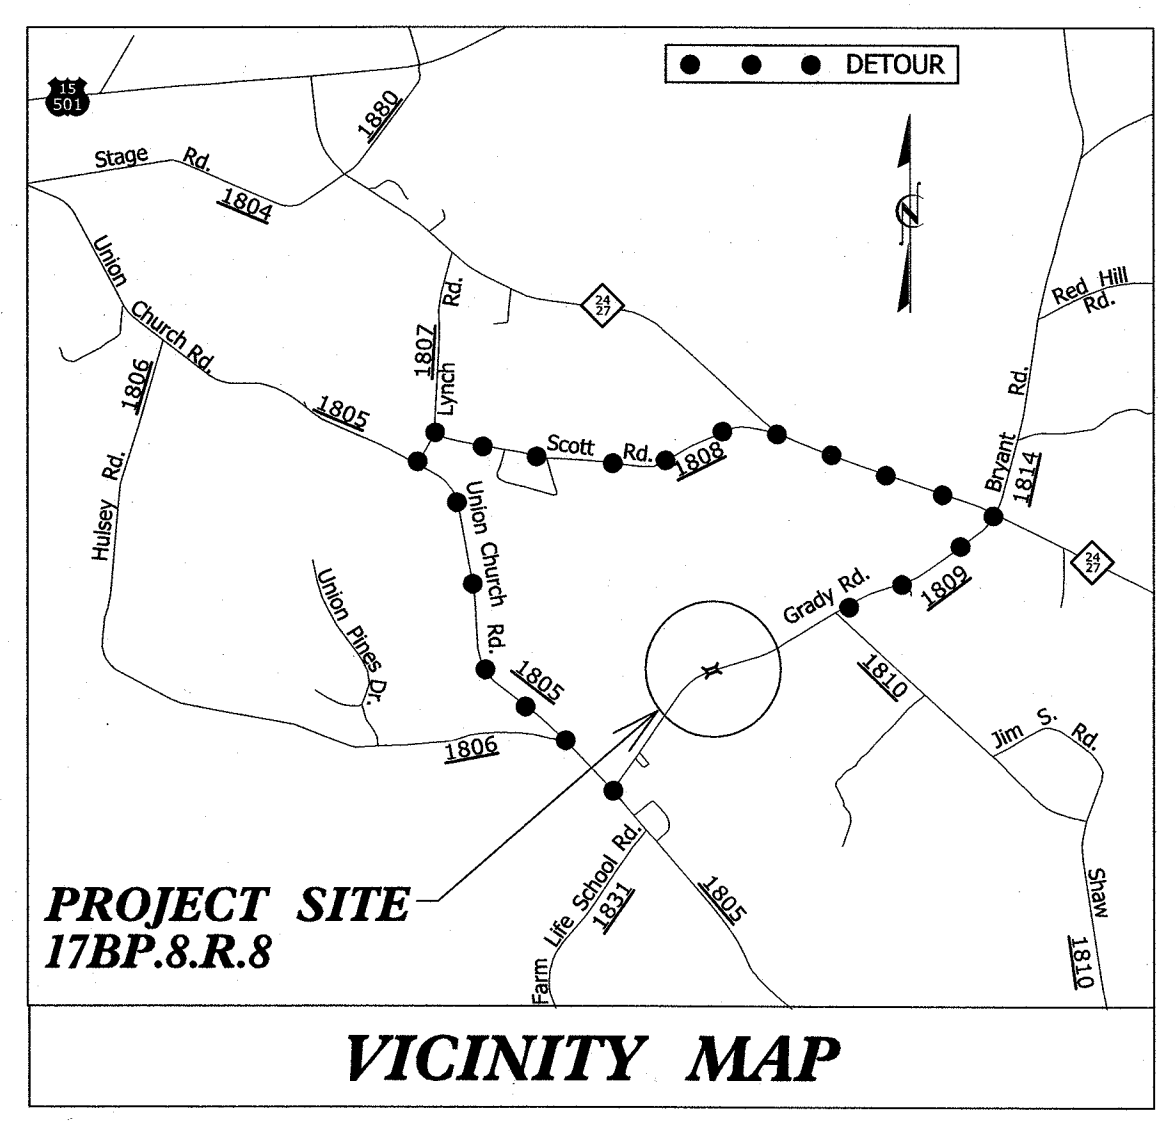 DETOUR
15
501
1880
Stage Rd.
1804
Union Church Rd.
Lynch Rd.
1807
24
27
Red Hill
Rd.
1806
1805
Hulsey Rd.
Scott Rd.
1808
Bryant Rd.
1814
24
27
Union Church Rd.
Union Pines Dr.
Grady Rd.
1809
1805
1810
1806
Jim S. Rd.
PROJECT SITE
17BP.8.R.8
Farm Life School Rd.
1831
1805
Shaw
1810
VICINITY MAP